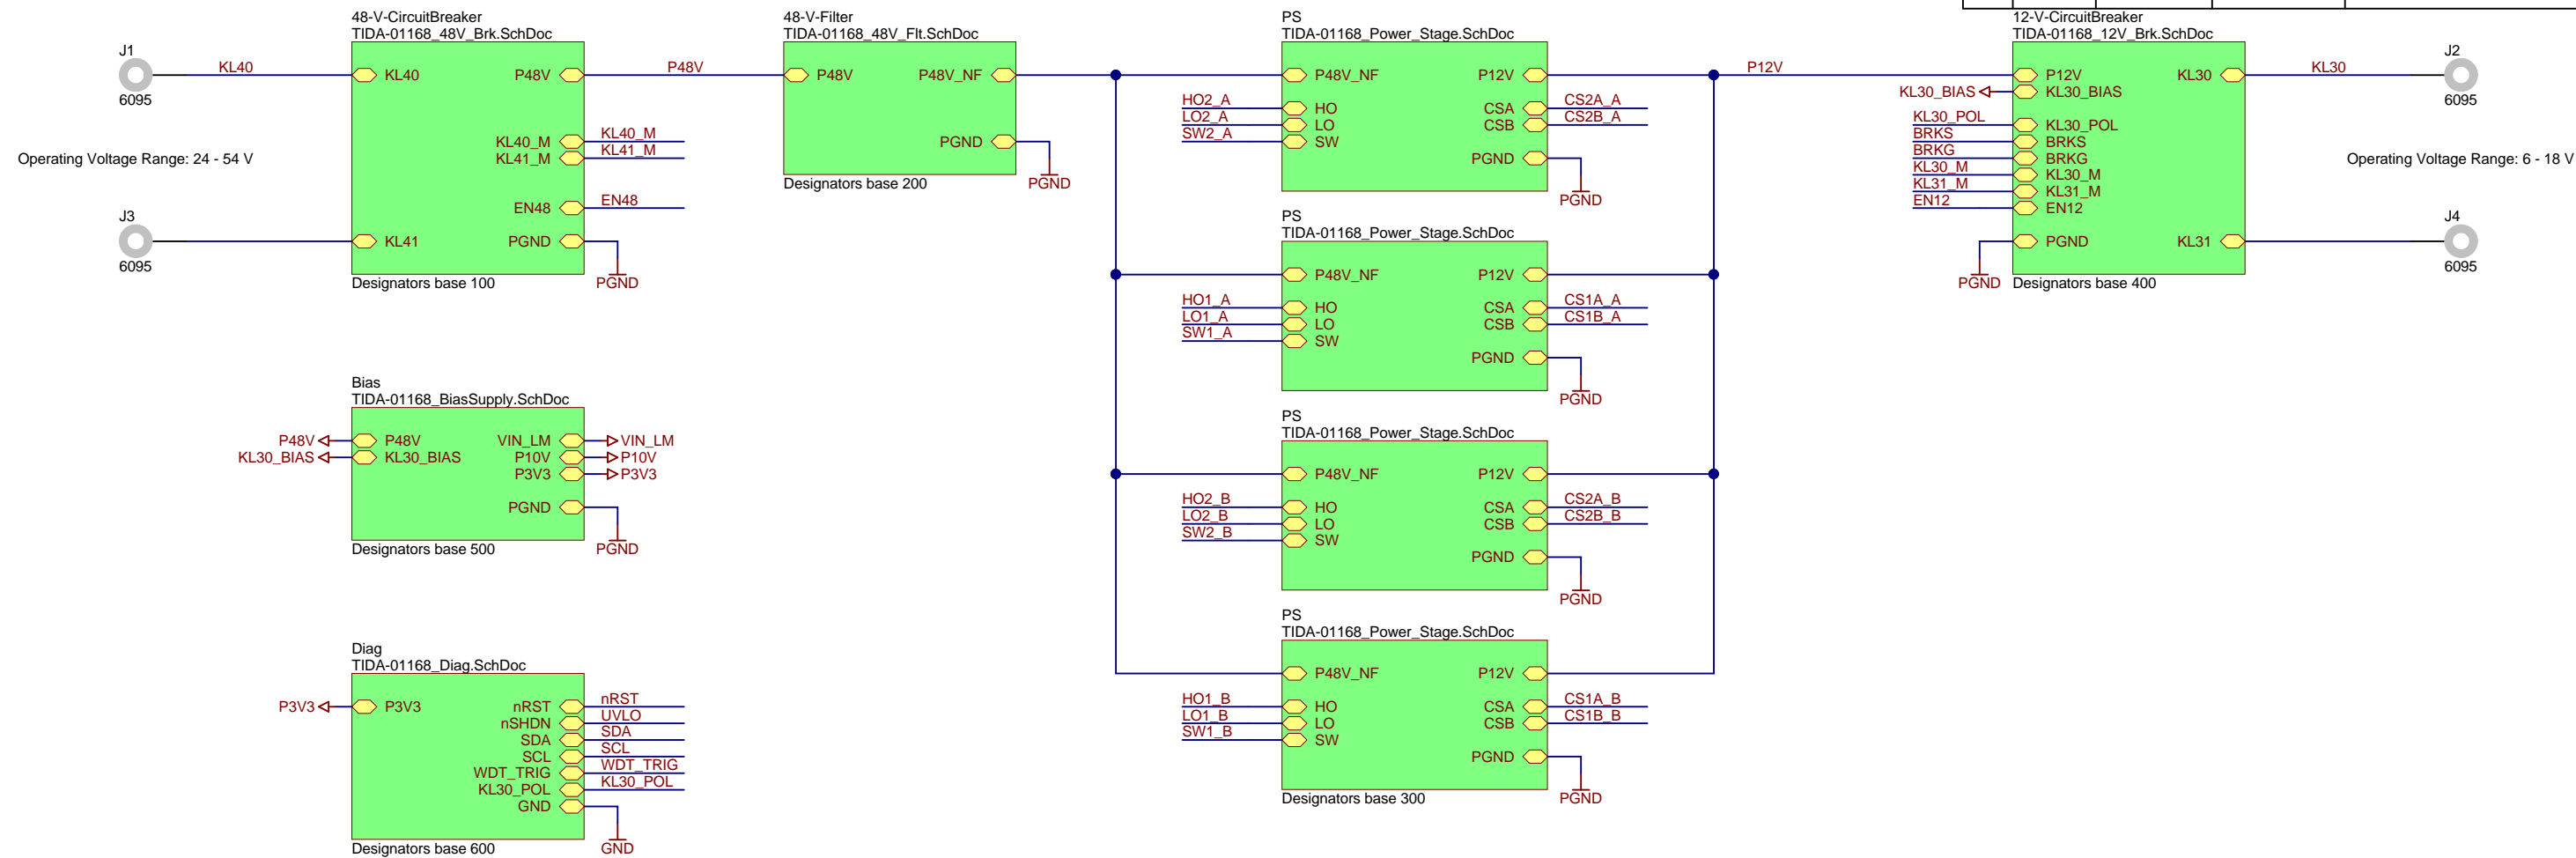 48-V-CircuitBreaker
TIDA-01168_48V_Brk.SchDoc
J1
6095
KL40
KL40
P48V
P48V
KL40_M
KL40_M
KL41_M
KL41_M
Operating Voltage Range: 24 - 54 V
EN48
EN48
J3
6095
KL41
PGND
PGND
Designators base 100
48-V-Filter
TIDA-01168_48V_Flt.SchDoc
P48V
P48V_NF
PGND
PGND
Designators base 200
PS
TIDA-01168_Power_Stage.SchDoc
P48V_NF
P12V
HO2_A
HO
CSA
CS2A_A
LO2_A
LO
CSB
CS2B_A
SW2_A
SW
PGND
PGND
PS
TIDA-01168_Power_Stage.SchDoc
P48V_NF
P12V
HO1_A
HO
CSA
CS1A_A
LO1_A
LO
CSB
CS1B_A
SW1_A
SW
PGND
PGND
PS
TIDA-01168_Power_Stage.SchDoc
P48V_NF
P12V
HO2_B
HO
CSA
CS2A_B
LO2_B
LO
CSB
CS2B_B
SW2_B
SW
PGND
PGND
PS
TIDA-01168_Power_Stage.SchDoc
P48V_NF
P12V
HO1_B
HO
CSA
CS1A_B
LO1_B
LO
CSB
CS1B_B
SW1_B
SW
PGND
PGND
Designators base 300
12-V-CircuitBreaker
TIDA-01168_12V_Brk.SchDoc
P12V
P12V
KL30
KL30
J2
6095
KL30_BIAS
KL30_BIAS
KL30_POL
KL30_POL
BRKS
BRKS
BRKG
BRKG
KL30_M
KL30_M
KL31_M
KL31_M
EN12
EN12
Operating Voltage Range: 6 - 18 V
PGND
PGND
KL31
J4
6095
Designators base 400
Bias
TIDA-01168_BiasSupply.SchDoc
P48V
P48V
VIN_LM
VIN_LM
KL30_BIAS
KL30_BIAS
P10V
P10V
P3V3
P3V3
PGND
PGND
Designators base 500
Diag
TIDA-01168_Diag.SchDoc
P3V3
P3V3
nRST
nRST
nSHDN
UVLO
SDA
SDA
SCL
SCL
WDT_TRIG
WDT_TRIG
KL30_POL
KL30_POL
GND
GND
Designators base 600